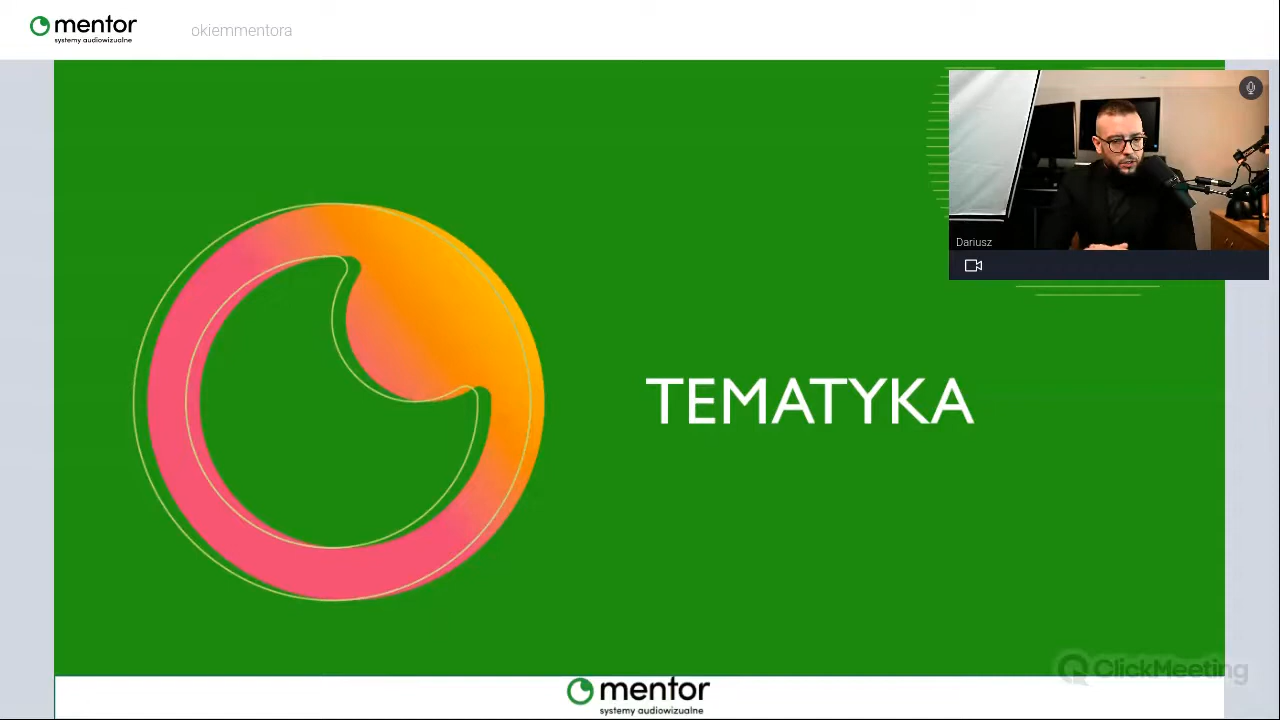 mentor
systemy audiowizualne
okiemmentora
Dariusz
TEMATYKA
ClickMeeting
mentor
systemy audiowizualne